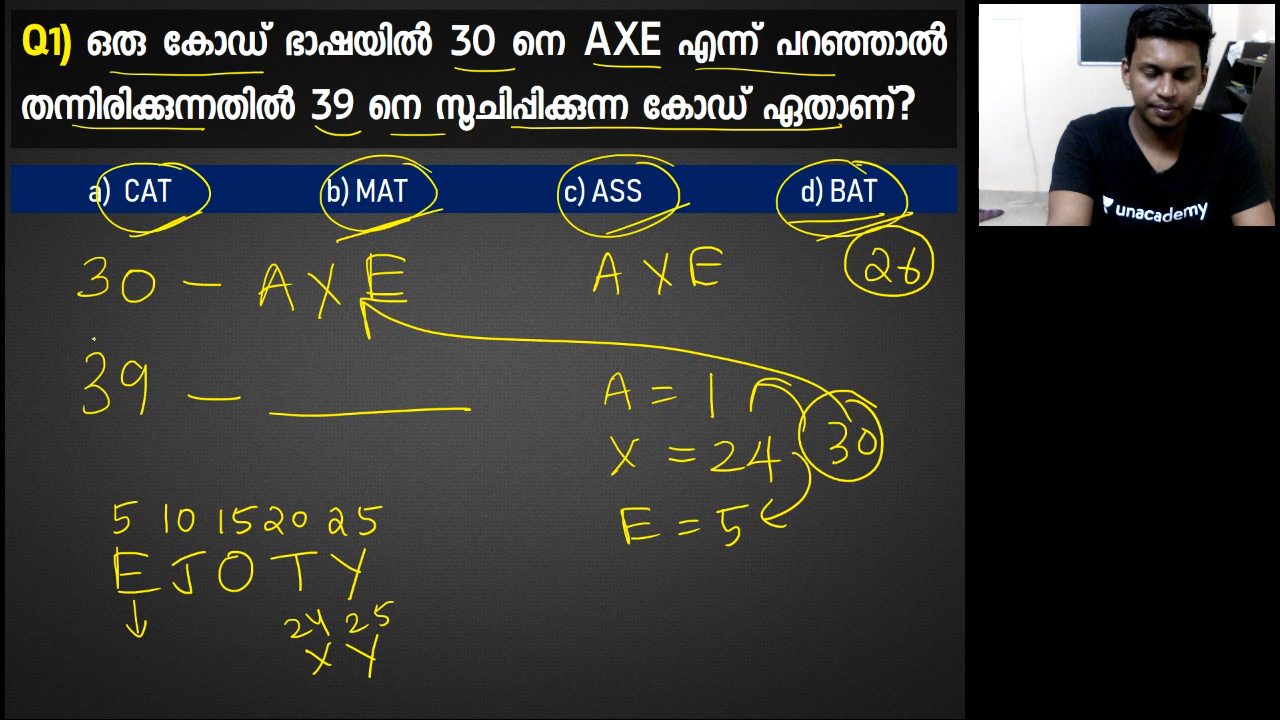 Q1) ഒരു കോഡ് ഭാഷയിൽ 30 നെ AXE എന്ന് പറഞ്ഞാൽ
തന്നിരിക്കുന്നതിൽ 39 നെ സൂചിപ്പിക്കുന്ന കോഡ് ഏതാണ്?
a) CAT b) MAT c) ASS d) BAT
30 – AXE AXE 26
39 –
A = 1
X = 24 30
E = 5
5 10 15 20 25
E J O T Y
24 25
X Y
unacademy